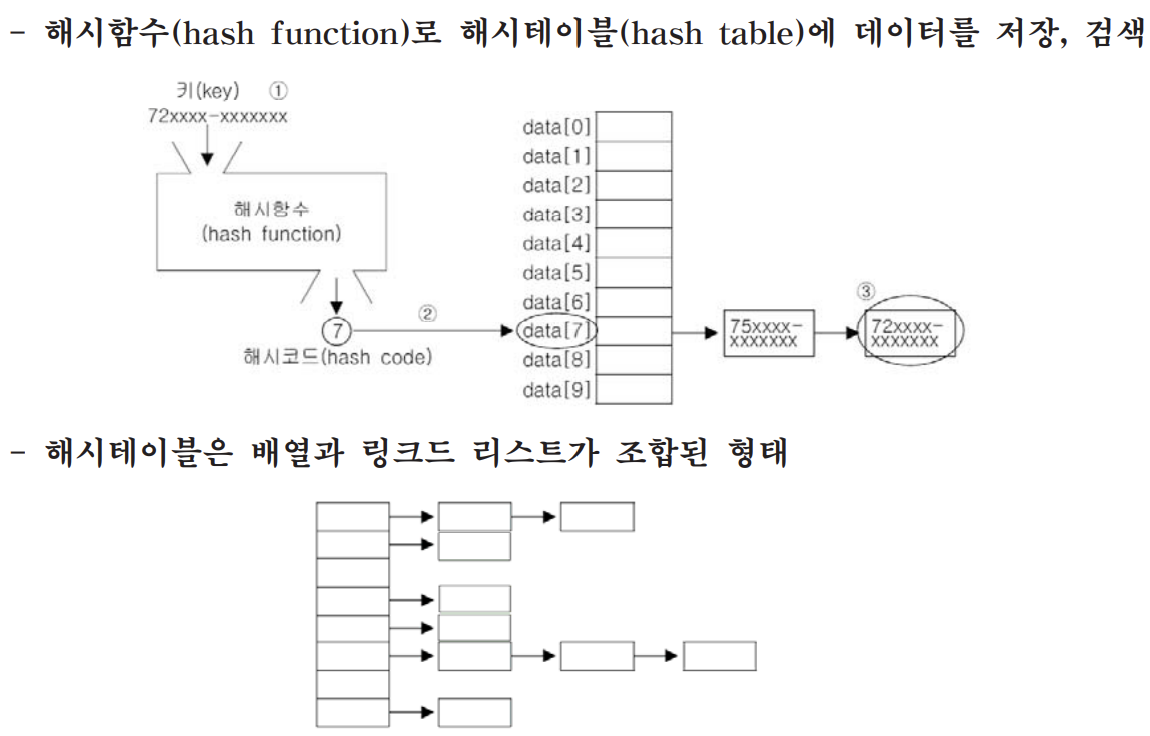 - 해시함수(hash function)로 해시테이블(hash table)에 데이터를 저장, 검색
키(key) ①
72xxxx-xxxxxxx
해시함수
(hash function)
7
②
해시코드(hash code)
data[0]
data[1]
data[2]
data[3]
data[4]
data[5]
data[6]
data[7]
data[8]
data[9]
75xxxx-
xxxxxxx
③
72xxxx-
xxxxxxx
- 해시테이블은 배열과 링크드 리스트가 조합된 형태